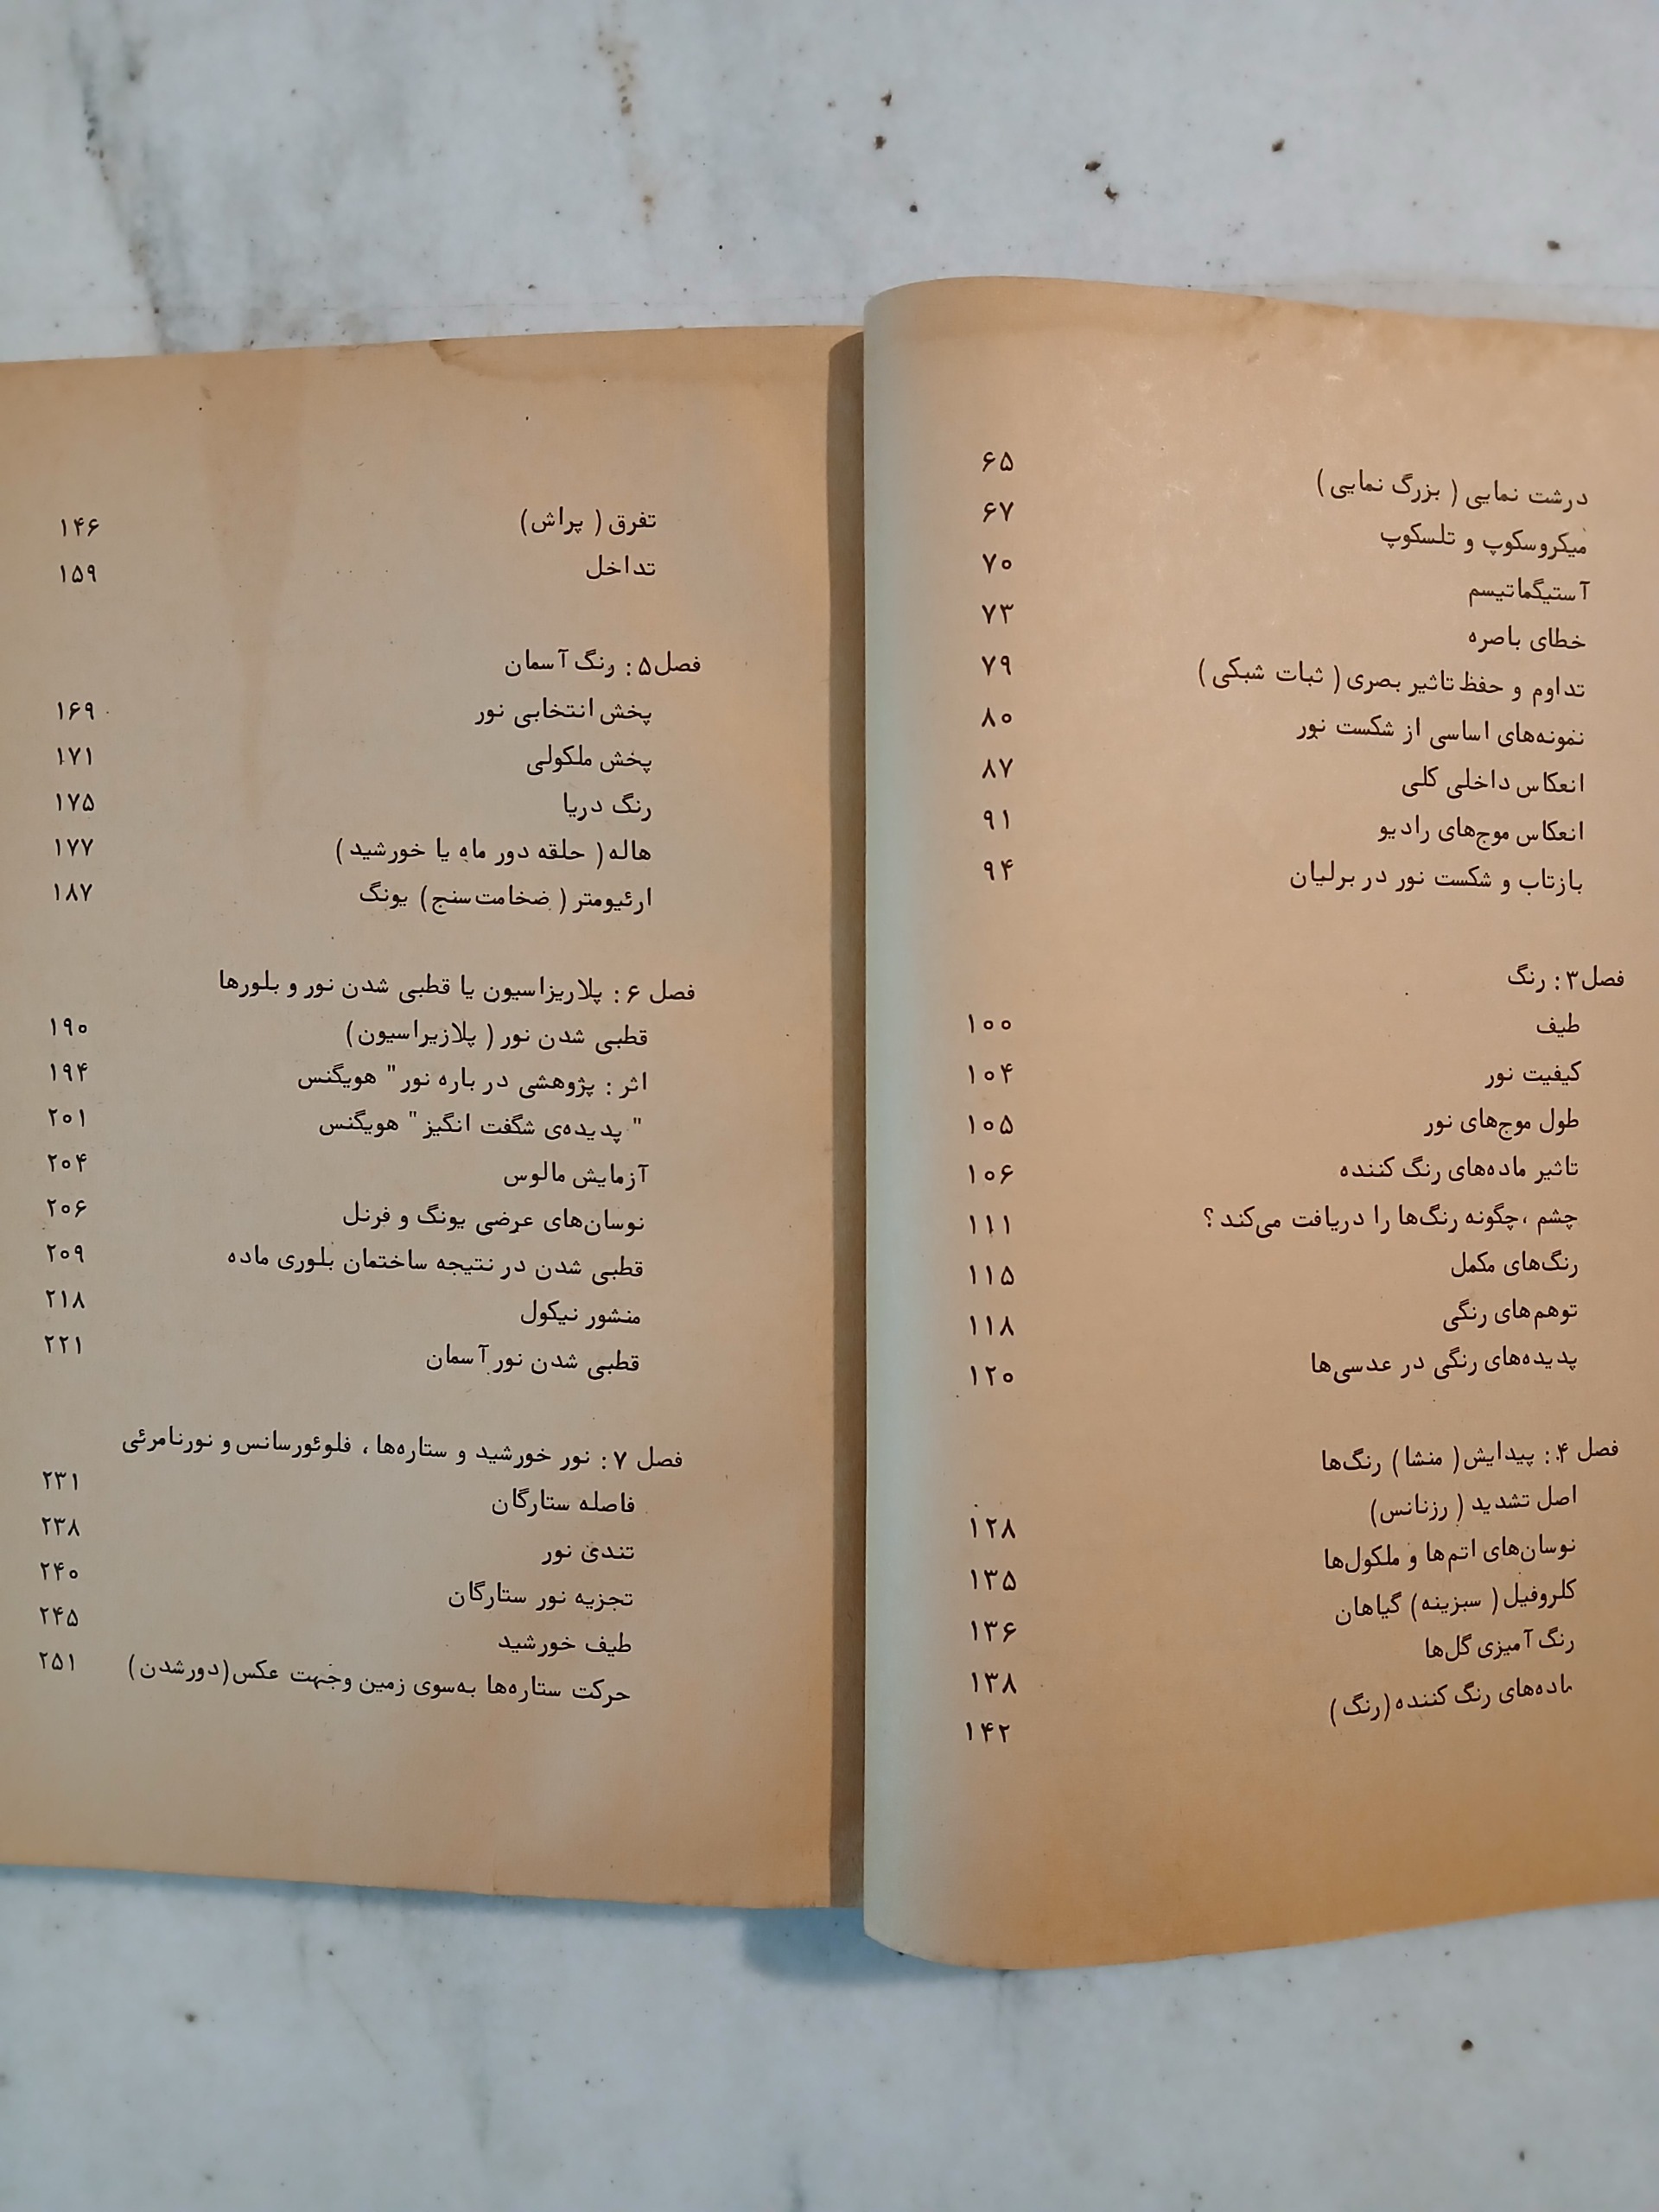 درشت نمایی ( بزرگ نمایی) ۶۵
میکروسکوپ و تلسکوپ ۶۷
آستیگماتیسم ۷۰
خطای باصره ۷۳
تداوم و حفظ تاثیر بصری ( ثبات شبکی ) ۷۹
نمونه‌های اساسی از شکست نور ۸۰
انعکاس داخلی کلی ۸۷
انعکاس موج‌های رادیو ۹۱
بازتاب و شکست نور در برلیان ۹۴
فصل ۳ : رنگ
طیف ۱۰۰
کیفیت نور ۱۰۴
طول موج‌های نور ۱۰۵
تاثیر ماده‌های رنگ کننده ۱۰۶
چشم ، چگونه رنگ‌ها را دریافت می‌کند ؟ ۱۱۱
رنگ‌های مکمل ۱۱۵
توهم‌های رنگی ۱۱۸
پدیده‌های رنگی در عدسی‌ها ۱۲۰
فصل ۴ : پیدایش ( منشا ) رنگ‌ها
اصل تشدید ( رزنانس) ۱۲۸
نوسان‌های اتم‌ها و ملکول‌ها ۱۳۵
کلروفیل ( سبزینه ) گیاهان ۱۳۶
رنگ آمیزی گل‌ها ۱۳۸
ماده‌های رنگ کننده (رنگ ) ۱۴۲
تفرق ( پراش) ۱۴۶
تداخل ۱۵۹
فصل ۵ : رنگ آسمان
پخش انتخابی نور ۱۶۹
پخش ملکولی ۱۷۱
رنگ دریا ۱۷۵
هاله ( حلقه دور ماه یا خورشید ) ۱۷۷
ارئیومتر ( ضخامت‌سنج ) یونگ ۱۸۷
فصل ۶ : پلاریزاسیون یا قطبی شدن نور و بلورها
قطبی شدن نور ( پلازیراسیون ) ۱۹۰
اثر : پژوهشی در باره نور " هویگنس ۱۹۴
" پدیده‌ی شگفت انگیز " هویگنس ۲۰۱
آزمایش مالوس ۲۰۴
نوسان‌های عرضی یونگ و فرنل ۲۰۶
قطبی شدن در نتیجه ساختمان بلوری ماده ۲۰۹
منشور نیکول ۲۱۸
قطبی شدن نور آسمان ۲۲۱
فصل ۷ : نور خورشید و ستاره‌ها ، فلوئورسانس و نورنامرئی
فاصله ستارگان ۲۳۱
تندی نور ۲۳۸
تجزیه نور ستارگان ۲۴۰
طیف خورشید ۲۴۵
حرکت ستاره‌ها به‌سوی زمین و جهت عکس (دورشدن ) ۲۵۱